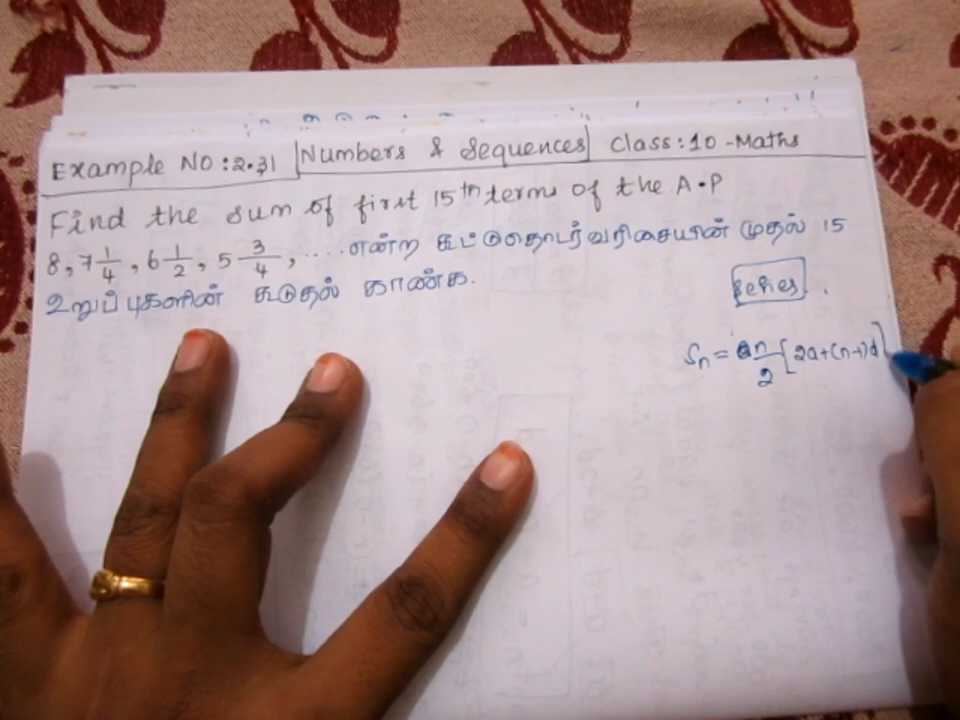 Example NO : 2.31 Numbers & Sequences Class : 10 - Maths
Find the sum of first 15th terms of the A.P
8, 7 1/4, 6 1/2, 5 3/4, .... என்ற கூட்டுதொடர்வரிசையின் முதல் 15
உறுப்புகளின் கூடுதல் காண்க.
Series
Sn = n/2 [2a+(n-1)d]